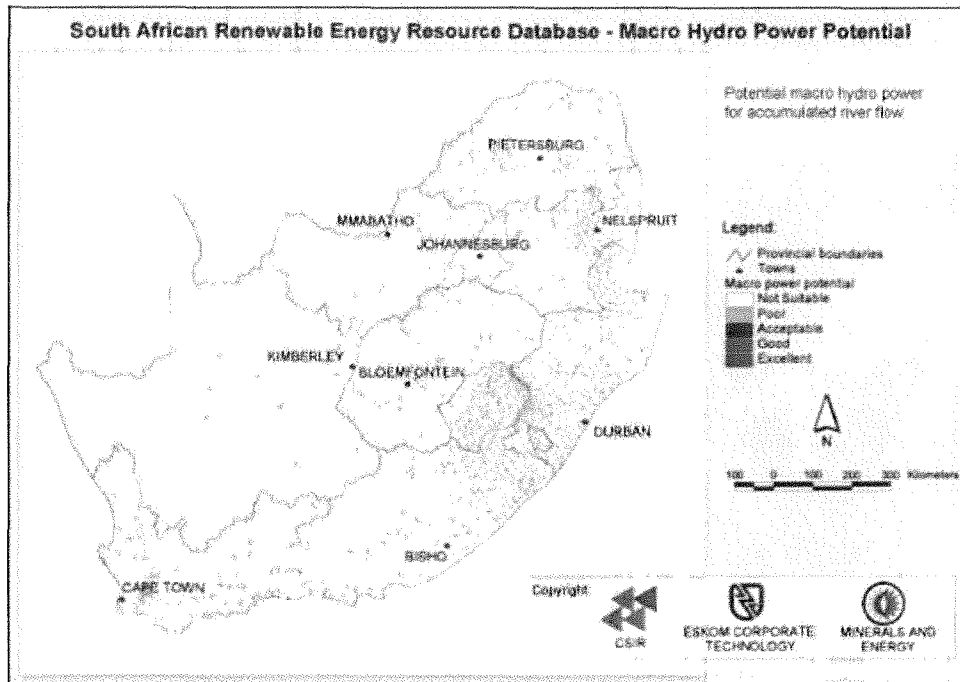 South African Renewable Energy Resource Database - Macro Hydro Power Potential
Potential macro hydro power
for accumulated river flow
PIETERSBURG
MMABATHO
NELSPRUIT
JOHANNESBURG
Legend:
Provincial boundaries
Towns
Macro power potential
Not Suitable
Poor
Acceptable
Good
Excellent
KIMBERLEY
BLOEMFONTEIN
DURBAN
N
100 0 100 200 300 Kilometers
BISHO
CAPE TOWN
Copyright:
CSIR
ESKOM CORPORATE
TECHNOLOGY
MINERALS AND
ENERGY